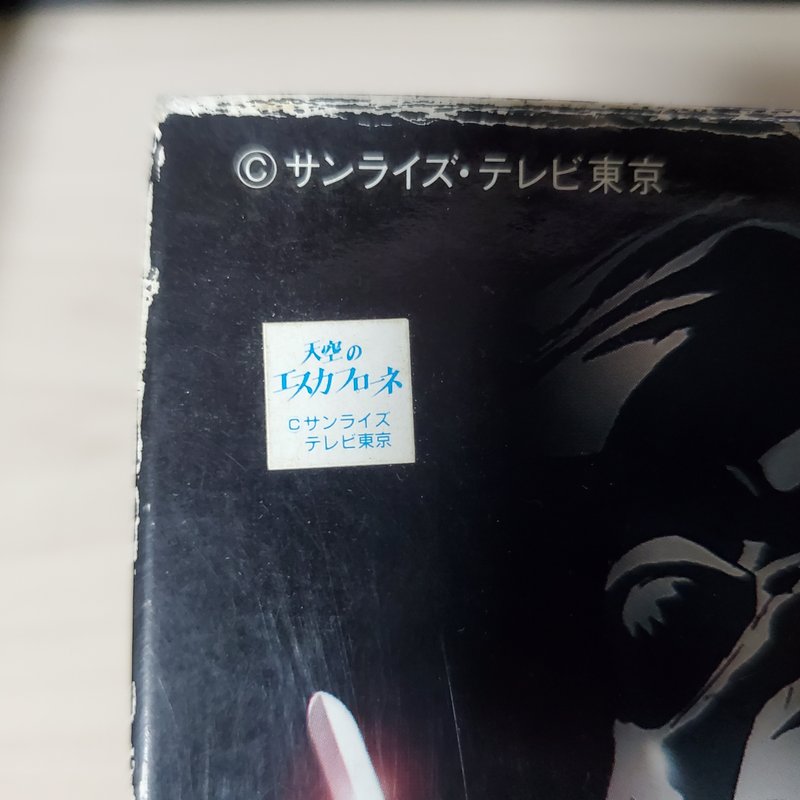 ©サンライズ・テレビ東京
天空の
エスカフローネ
Cサンライズ
テレビ東京